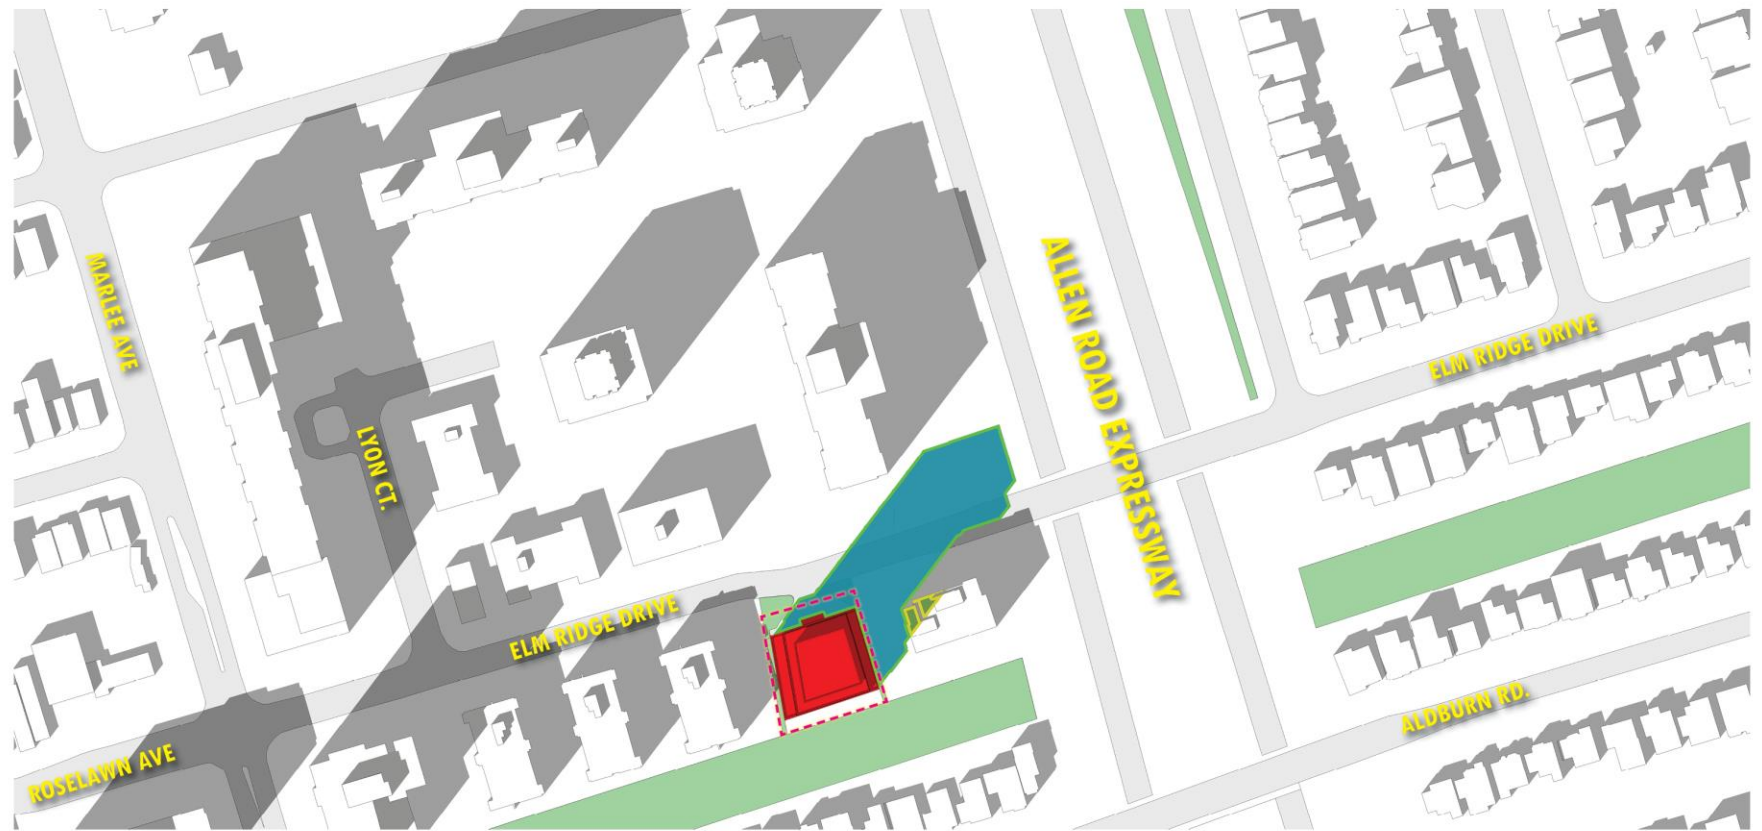 MARLEE AVE
ALLEN ROAD EXPRESSWAY
ELM RIDGE DRIVE
LYON CT.
ELM RIDGE DRIVE
ALDBURN RD.
ROSELAWN AVE